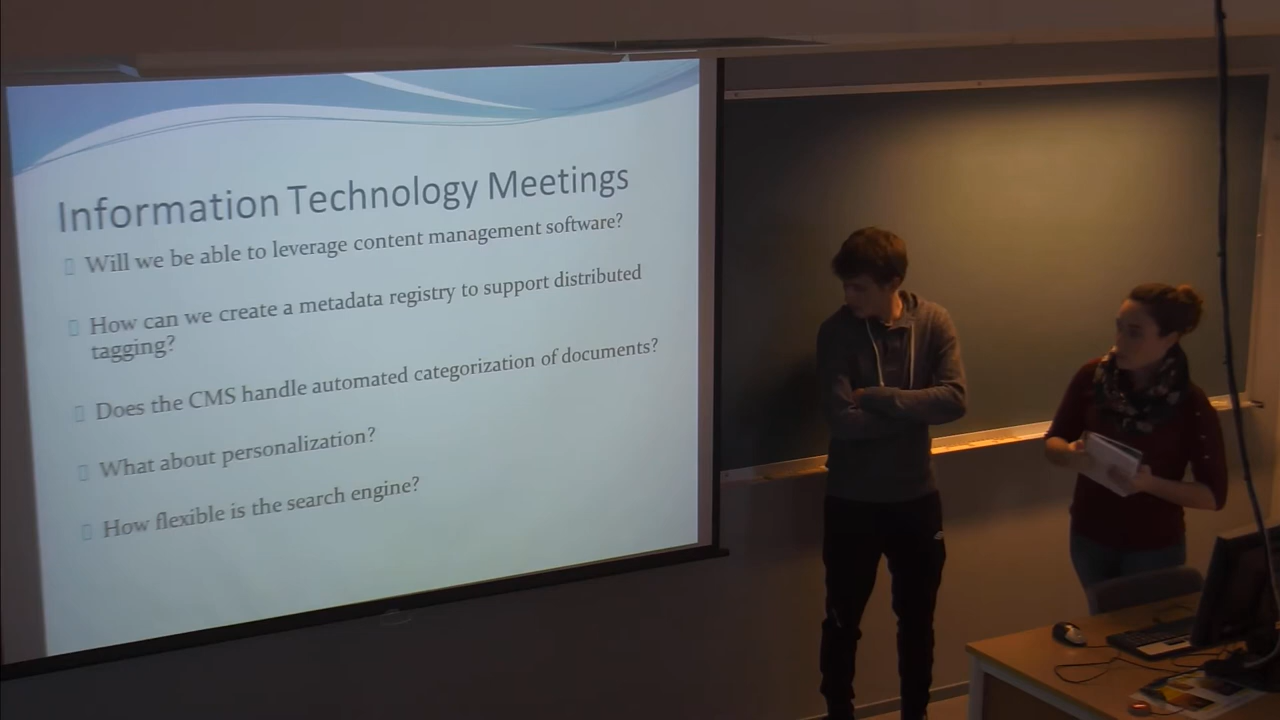 Information Technology Meetings
Will we be able to leverage content management software?
How can we create a metadata registry to support distributed
tagging?
Does the CMS handle automated categorization of documents?
What about personalization?
How flexible is the search engine?